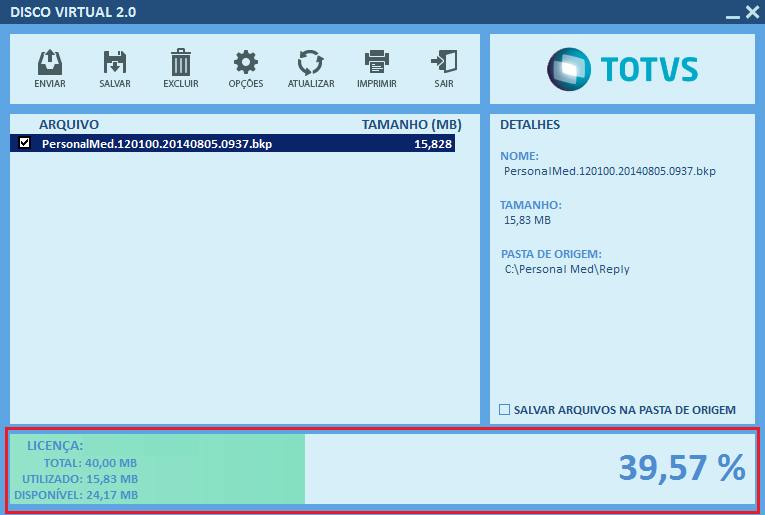 DISCO VIRTUAL 2.0
ENVIAR SALVAR EXCLUIR OPÇÕES ATUALIZAR IMPRIMIR SAIR
TOTVS
ARQUIVO TAMANHO (MB)
PersonalMed.120100.20140805.0937.bkp 15,828
DETALHES
NOME:
PersonalMed.120100.20140805.0937.bkp
TAMANHO:
15,83 MB
PASTA DE ORIGEM:
C:\Personal Med\Reply
SALVAR ARQUIVOS NA PASTA DE ORIGEM
LICENÇA:
TOTAL: 40,00 MB
UTILIZADO: 15,83 MB
DISPONÍVEL: 24,17 MB
39,57 %